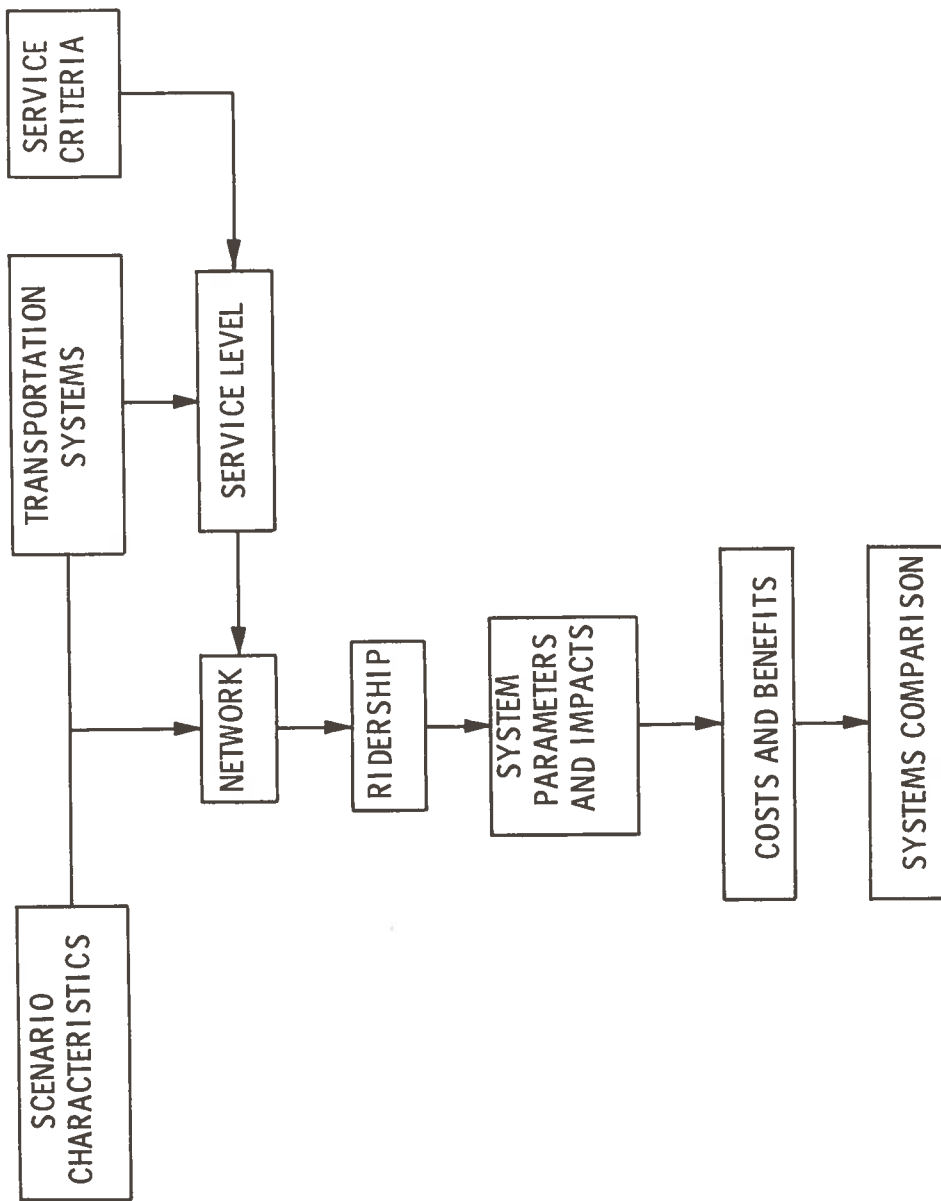 SCENARIO
CHARACTERISTICS
TRANSPORTATION
SYSTEMS
SERVICE
CRITERIA
NETWORK
SERVICE LEVEL
RIDERSHIP
SYSTEM
PARAMETERS
AND IMPACTS
COSTS AND BENEFITS
SYSTEMS COMPARISON